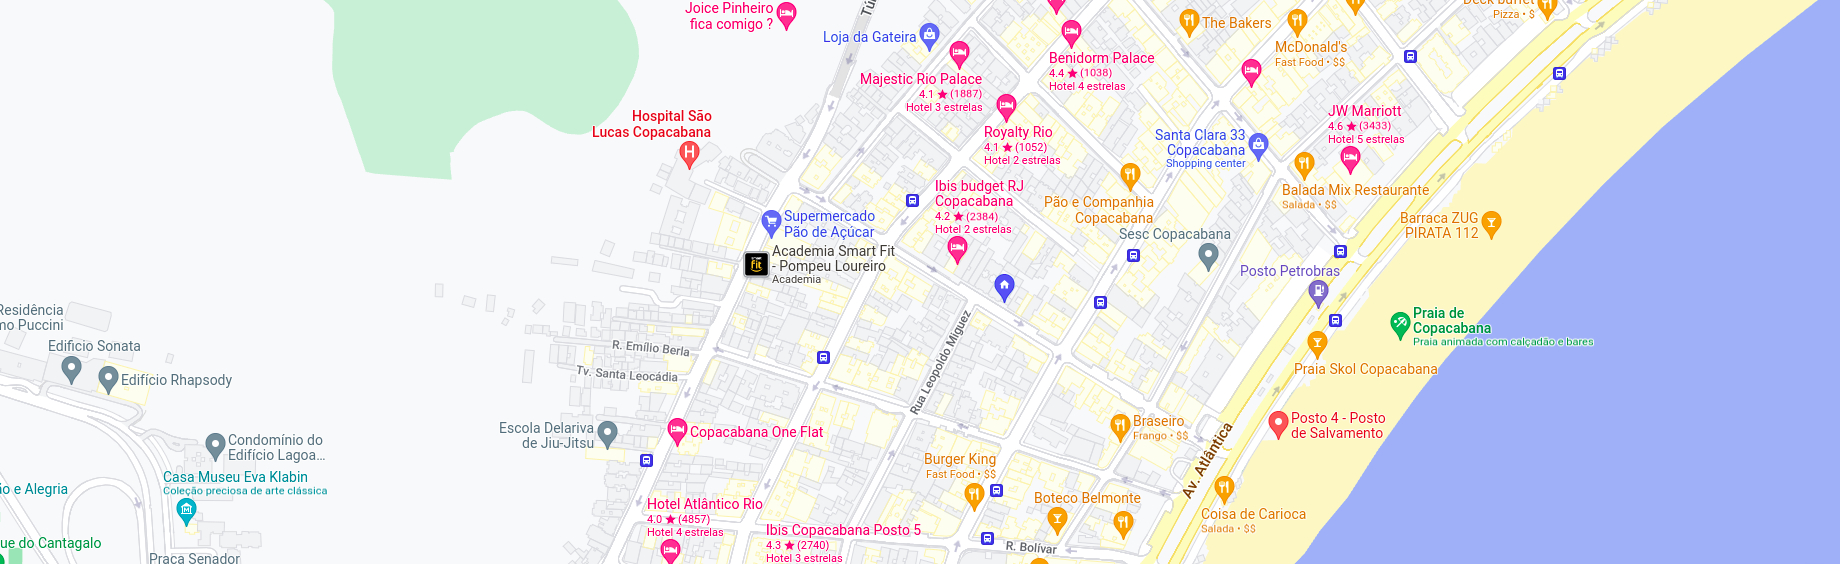 Joice Pinheiro
fica comigo ?
Loja da Gateira
The Bakers
Pizza • $
McDonald's
Fast Food • $$
Benidorm Palace
4.4 ★ (1038)
Hotel 4 estrelas
Majestic Rio Palace
4.1 ★ (1887)
Hotel 3 estrelas
Hospital São
Lucas Copacabana
Royalty Rio
4.1 ★ (1052)
Hotel 2 estrelas
JW Marriott
4.6 ★ (3433)
Hotel 5 estrelas
Santa Clara 33
Copacabana
Shopping center
Ibis budget RJ
Copacabana
4.2 ★ (2384)
Hotel 2 estrelas
Pão e Companhia
Copacabana
Balada Mix Restaurante
Salada • $$
Barraca ZUG
PIRATA 112
Supermercado
Pão de Açúcar
Sesc Copacabana
fit
Academia Smart Fit
- Pompeu Loureiro
Academia
Posto Petrobras
Residência
Puccini
Edificio Sonata
Edifício Rhapsody
R. Emílio Berla
Tv. Santa Leocádia
Rua Leopoldo Miguez
Praia de
Copacabana
Praia animada com calçadão e bares
Praia Skol Copacabana
Escola Delariva
de Jiu-Jitsu
Copacabana One Flat
Braseiro
Frango • $$
Posto 4 - Posto
de Salvamento
Av. Atlântica
Condomínio do
Edifício Lagoa...
Casa Museu Eva Klabin
Coleção preciosa de arte clássica
e Alegria
Burger King
Fast Food • $$
Boteco Belmonte
Coisa de Carioca
Salada • $$
Hotel Atlântico Rio
4.0 ★ (4857)
Hotel 4 estrelas
Ibis Copacabana Posto 5
4.3 ★ (2740)
Hotel 3 estrelas
R. Bolívar
do Cantagalo
Praça Senador